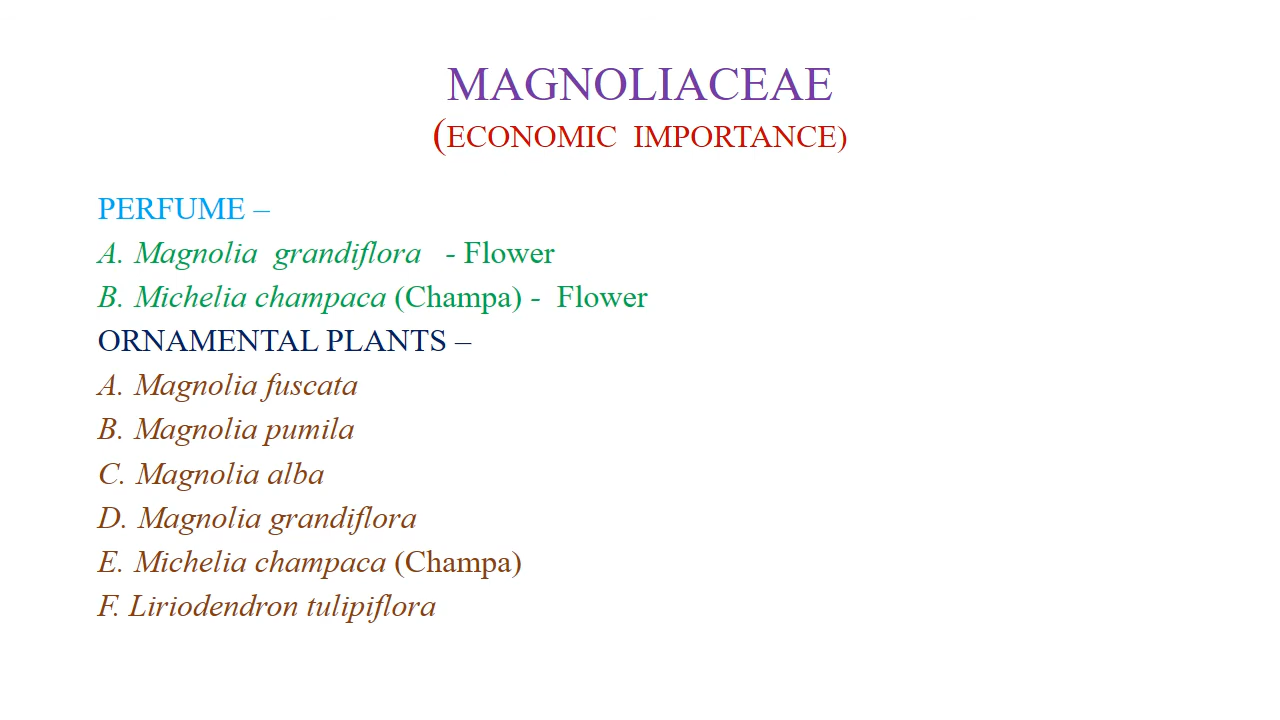 MAGNOLIACEAE
(ECONOMIC IMPORTANCE)
PERFUME –
A. Magnolia grandiflora - Flower
B. Michelia champaca (Champa) - Flower
ORNAMENTAL PLANTS –
A. Magnolia fuscata
B. Magnolia pumila
C. Magnolia alba
D. Magnolia grandiflora
E. Michelia champaca (Champa)
F. Liriodendron tulipiflora